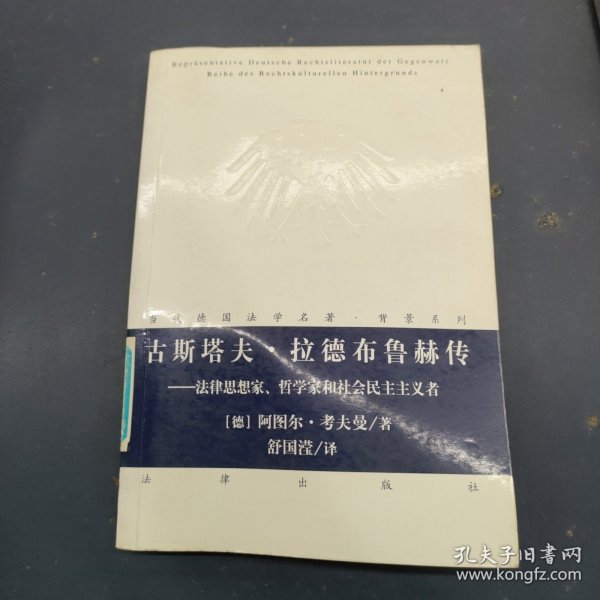 Repräsentative Deutsche Rechtsliteratur der Gegenwart
Reihe des Rechtskulturellen Hintergronds
当代德国法学名著·背景系列
古斯塔夫·拉德布鲁赫传
——法律思想家、哲学家和社会民主主义者
[德] 阿图尔·考夫曼/著
舒国滢/译
法律出版社
孔夫子旧书网
www.kongfz.com